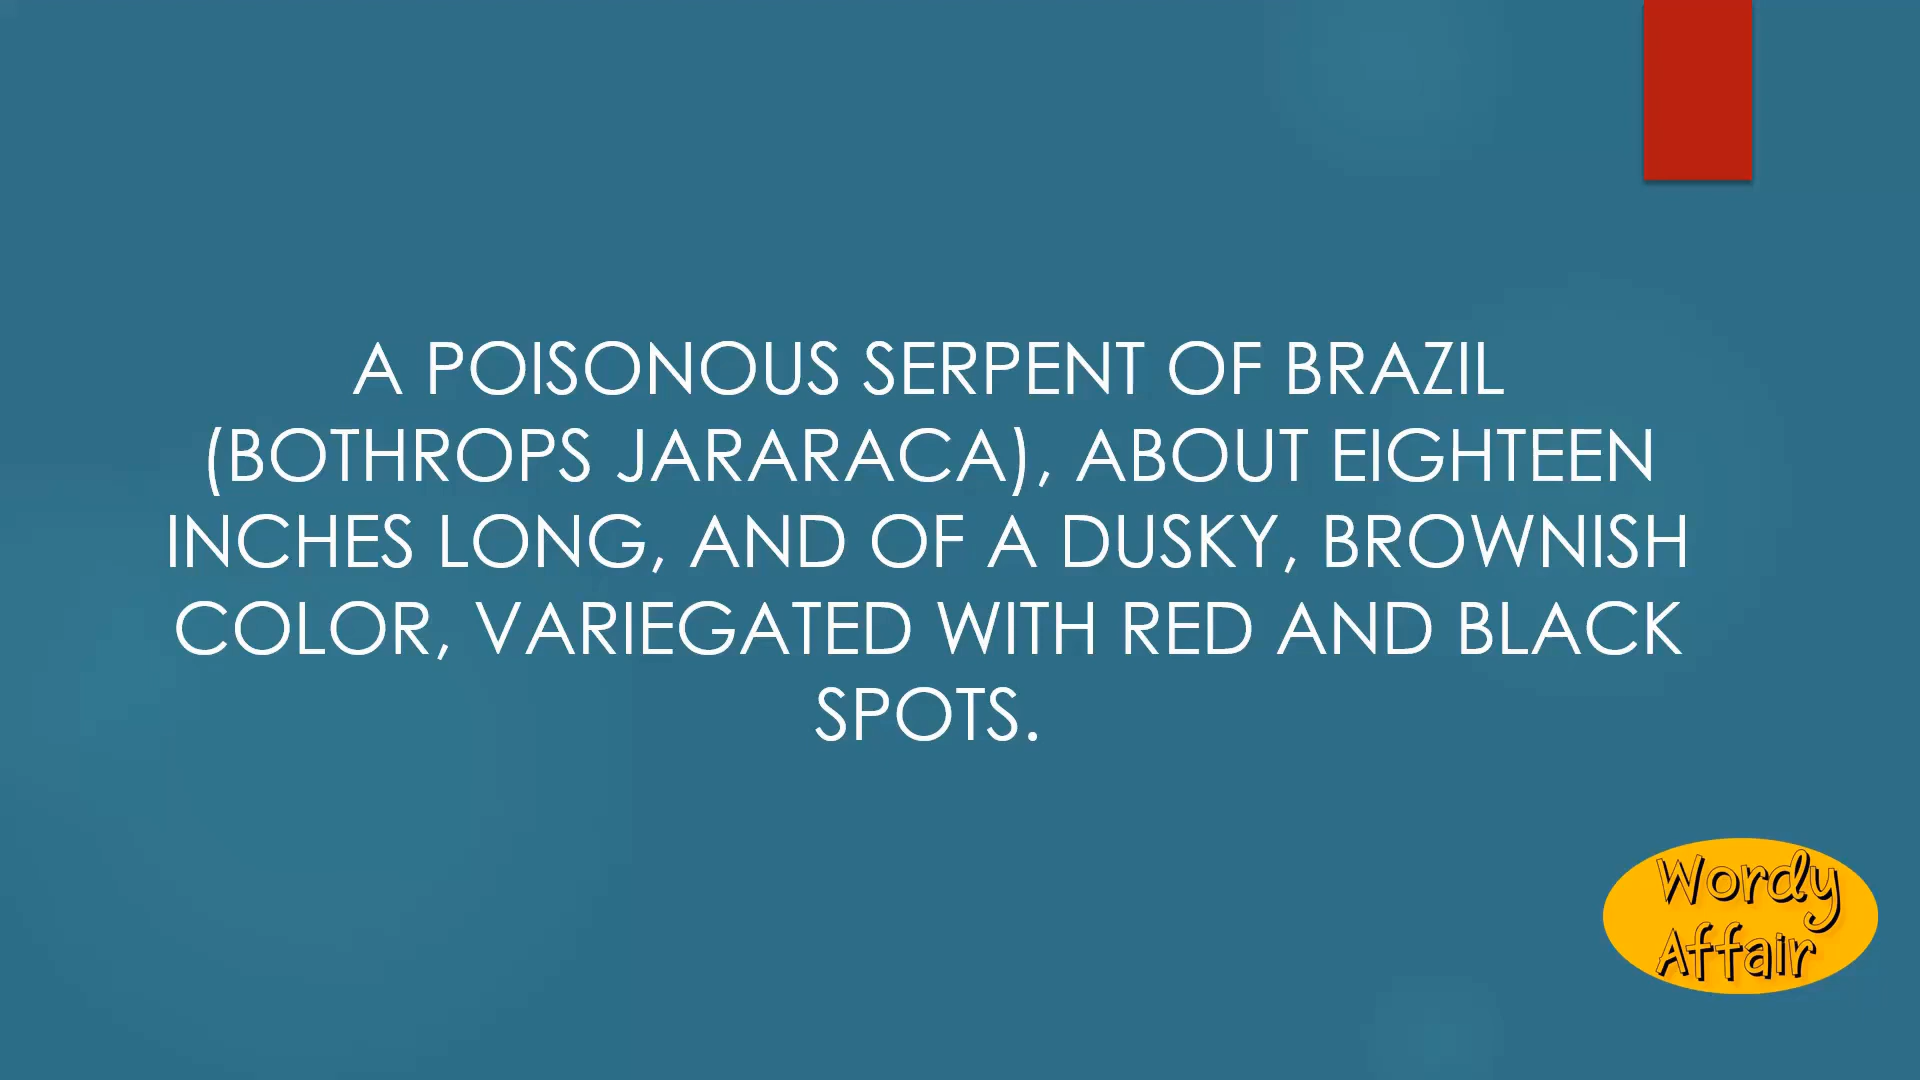 A POISONOUS SERPENT OF BRAZIL
(BOTHROPS JARARACA), ABOUT EIGHTEEN
INCHES LONG, AND OF A DUSKY, BROWNISH
COLOR, VARIEGATED WITH RED AND BLACK
SPOTS.
Wordy
Affair